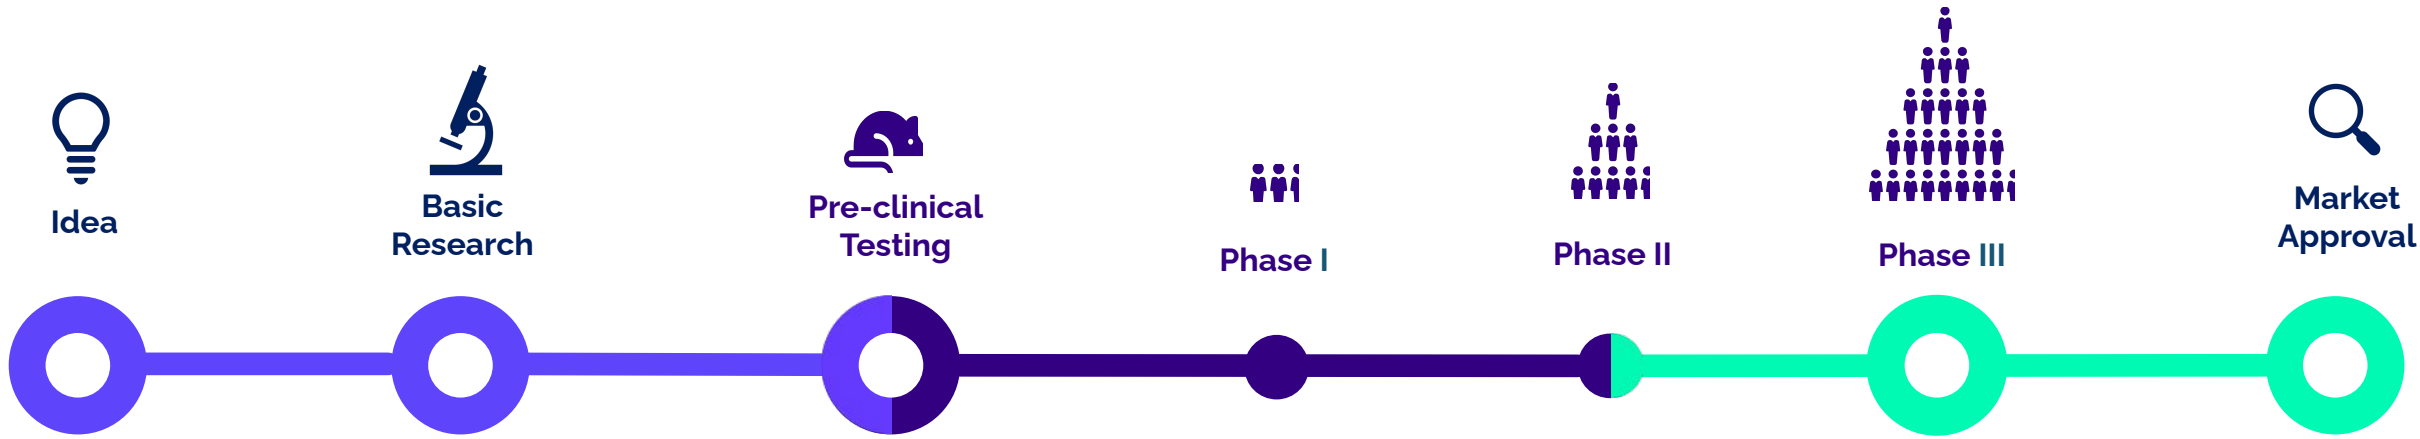 Idea
Basic
Research
Pre-clinical
Testing
Phase I
Phase II
Phase III
Market
Approval